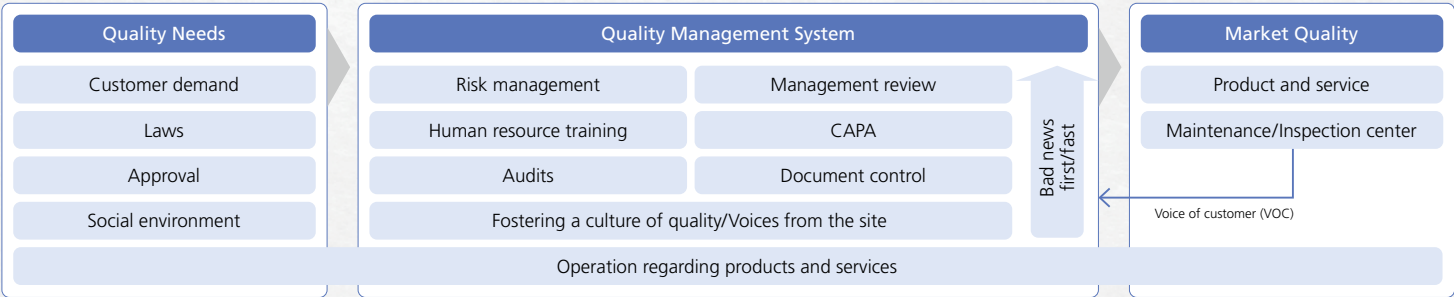 Quality Needs
Customer demand
Laws
Approval
Social environment
Quality Management System
Risk management
Management review
Human resource training
CAPA
Audits
Document control
Fostering a culture of quality/Voices from the site
Bad news
first/fast
Market Quality
Product and service
Maintenance/Inspection center
Voice of customer (VOC)
Operation regarding products and services